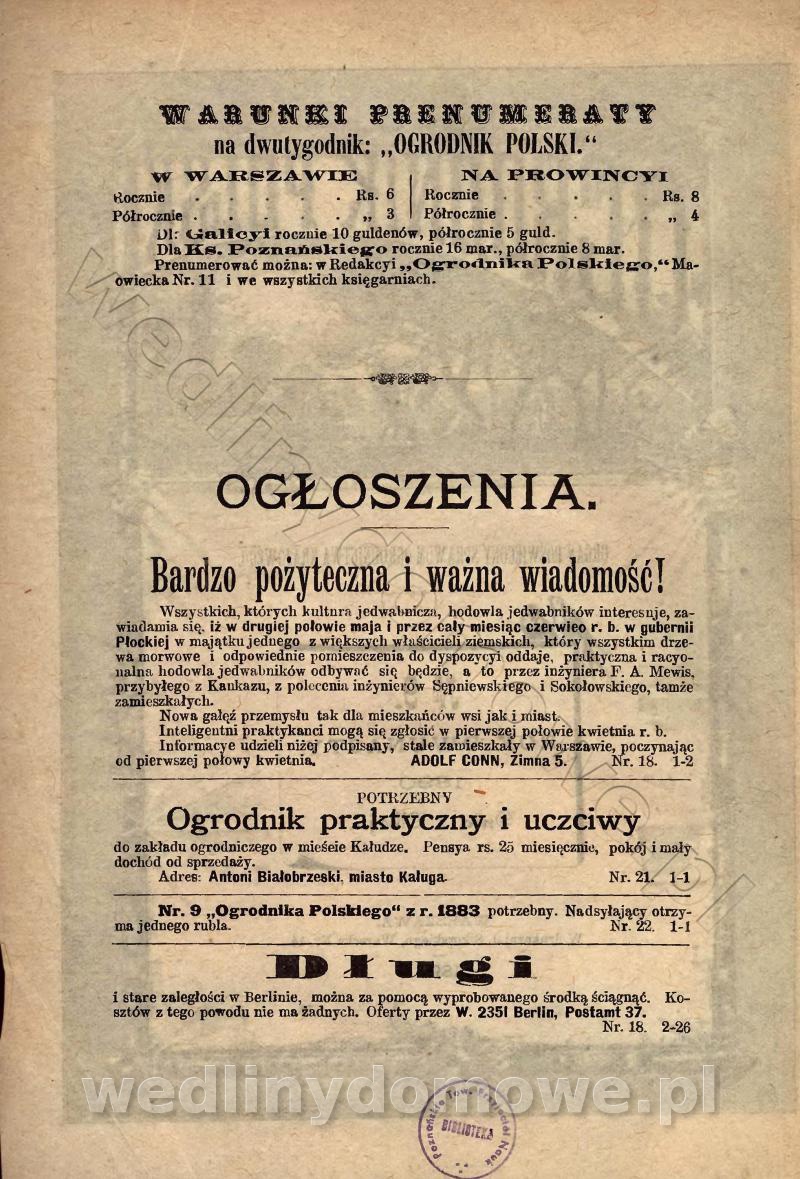 WARUNKI PRENUMERATY
na dwutygodnik: „OGRODNIK POLSKI.“
W WARSZAWIE
Rocznie . . . . . Rs. 6
Półrocznie . . . . . „ 3
NA PROWINCYI
Rocznie . . . . . Rs. 8
Półrocznie . . . . . „ 4
Dl: Galicyi rocznie 10 guldenów, półrocznie 5 guld.
Dla Ks. Poznańskiego rocznie 16 mar., półrocznie 8 mar.
Prenumerować można: w Redakcyi „Ogrodnika Polskiego,“ Ma-
owiecka Nr. 11 i we wszystkich księgarniach.
OGŁOSZENIA.
Bardzo pożyteczna i ważna wiadomość!
Wszystkich, których kultura jedwabnicza, hodowla jedwabników interesuje, za-
wiadamia się, iż w drugiej połowie maja i przez cały miesiąc czerwieo r. b. w gubernii
Płockiej w majątku jednego z większych właścicieli ziemskich, który wszystkim drze-
wa morwowe i odpowiednie pomieszczenia do dyspozycyi oddaje, praktyczna i racyo-
nalna hodowla jedwabników odbywać się będzie, a to przez inżyniera F. A. Mewis,
przybyłego z Kaukazu, z polecenia inżynierów Sępniewskiego i Sokołowskiego, tamże
zamieszkałych.
Nowa gałęź przemysłu tak dla mieszkańców wsi jak i miast.
Inteligentni praktykanci mogą się zgłosić w pierwszej połowie kwietnia r. b.
Informacye udzieli niżej podpisany, stale zamieszkały w Warszawie, poczynając
od pierwszej połowy kwietnia. ADOLF CONN, Zimna 5. Nr. 18. 1-2
POTRZEBNY
Ogrodnik praktyczny i uczciwy
do zakładu ogrodniczego w mieście Kałudze. Pensya rs. 25 miesięcznie, pokój i mały
dochód od sprzedaży.
Adres: Antoni Białobrzeski, miasto Kaługa. Nr. 21. 1-1
Nr. 9 „Ogrodnika Polskiego“ z r. 1883 potrzebny. Nadsyłający otrzy-
ma jednego rubla. Nr. 22. 1-1
Długi
i stare zaległości w Berlinie, można za pomocą wyprobowanego środką ściągnąć. Ko-
sztów z tego powodu nie ma żadnych. Oferty przez W. 2351 Berlin, Postamt 37.
Nr. 18. 2-26
wedlinydomowe.pl
Poznańskie Tow. Przyjaciół Nauk
BIBLIOTEKA